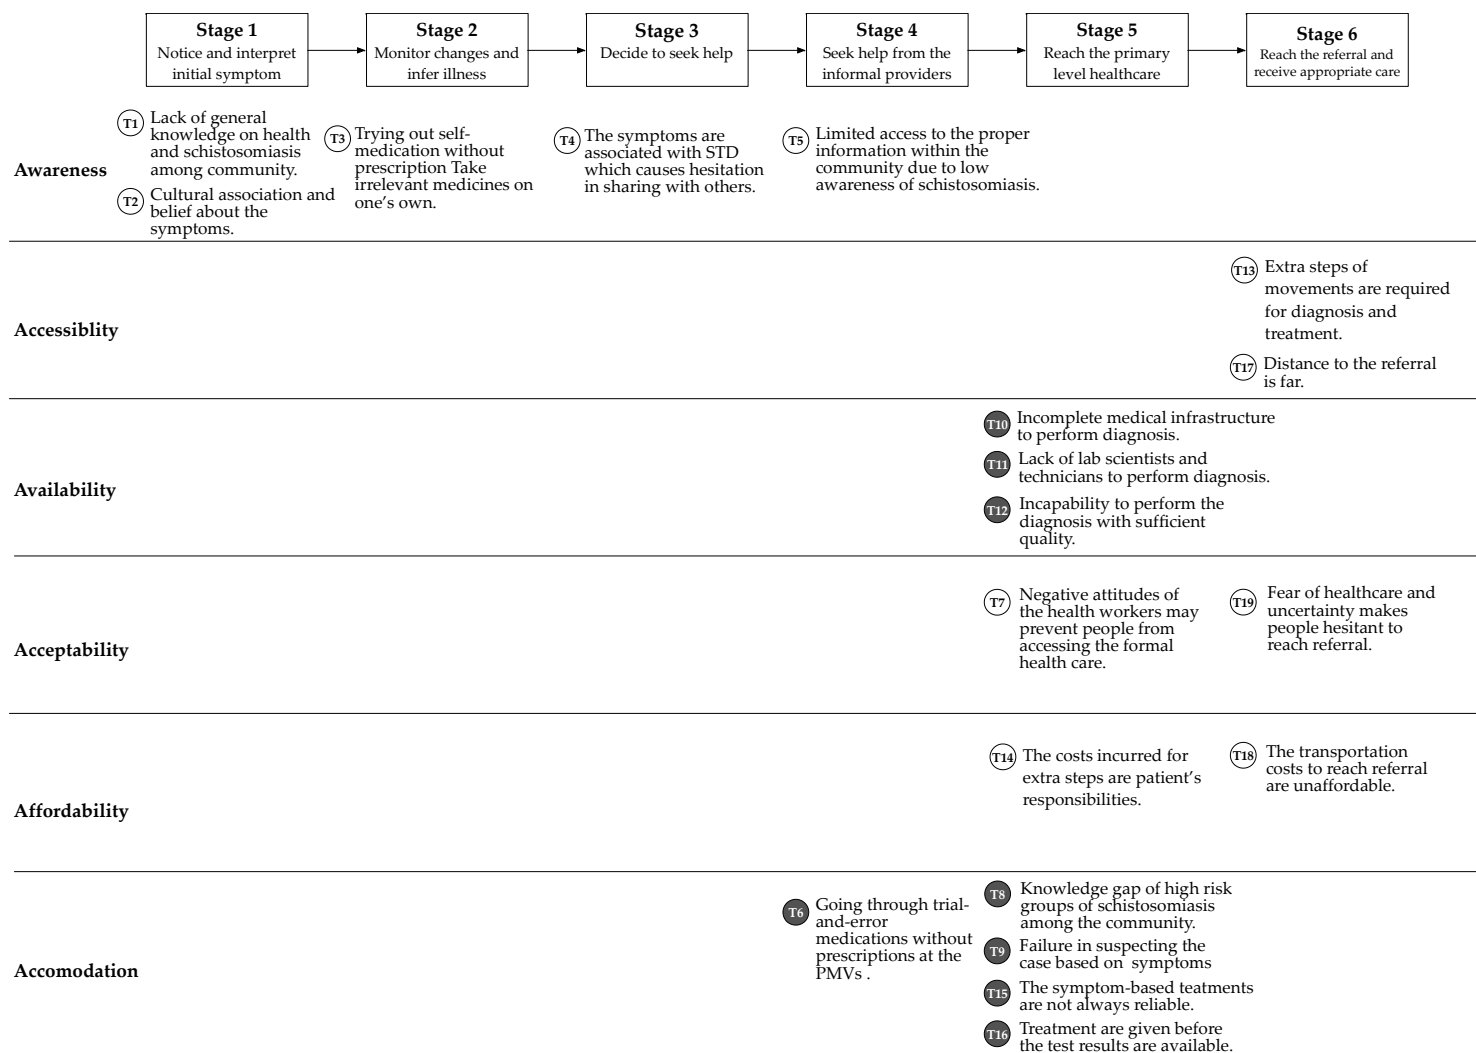 Stage 1
Notice and interpret
initial symptom
Stage 2
Monitor changes and
infer illness
Stage 3
Decide to seek help
Stage 4
Seek help from the
informal providers
Stage 5
Reach the primary
level healthcare
Stage 6
Reach the referral and
receive appropriate care
Awareness
T1 Lack of general
knowledge on health
and schistosomiasis
among community.
T2 Cultural association and
belief about the
symptoms.
T3 Trying out self-
medication without
prescription Take
irrelevant medicines on
one's own.
T4 The symptoms are
associated with STD
which causes hesitation
in sharing with others.
T5 Limited access to the proper
information within the
community due to low
awareness of schistosomiasis.
Accessiblity
T13 Extra steps of
movements are required
for diagnosis and
treatment.
T17 Distance to the referral
is far.
Availability
T10 Incomplete medical infrastructure
to perform diagnosis.
T11 Lack of lab scientists and
technicians to perform diagnosis.
T12 Incapability to perform the
diagnosis with sufficient
quality.
Acceptability
T7 Negative attitudes of
the health workers may
prevent people from
accessing the formal
health care.
T19 Fear of healthcare and
uncertainty makes
people hesitant to
reach referral.
Affordability
T14 The costs incurred for
extra steps are patient's
responsibilities.
T18 The transportation
costs to reach referral
are unaffordable.
Accomodation
T6 Going through trial-
and-error
medications without
prescriptions at the
PMVs .
T8 Knowledge gap of high risk
groups of schistosomiasis
among the community.
T9 Failure in suspecting the
case based on symptoms
T15 The symptom-based teatments
are not always reliable.
T16 Treatment are given before
the test results are available.